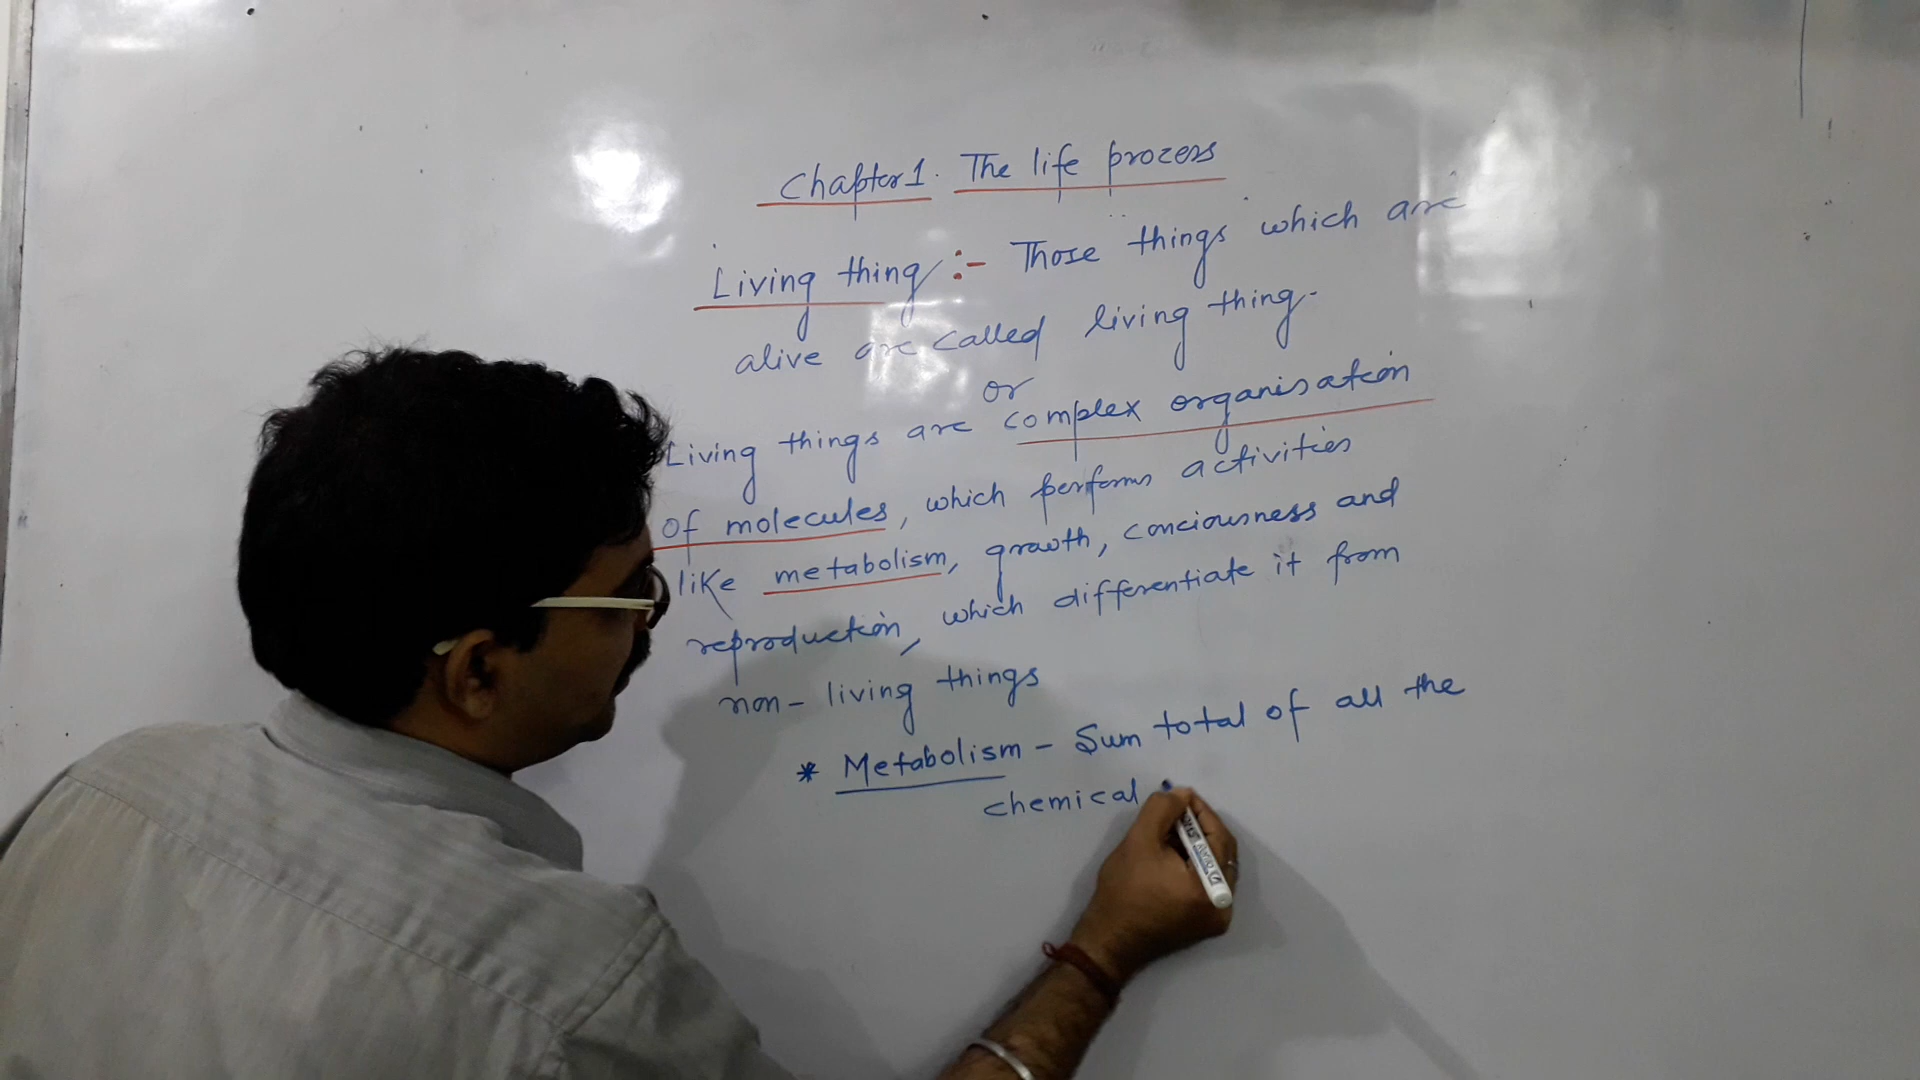 Chapter 1. The life process
Living thing :- Those things which are
alive are called living thing.
or
Living things are complex organisation
of molecules, which performs activities
like metabolism, growth, conciousness and
reproduction, which differentiate it from
non-living things
* Metabolism - Sum total of all the
chemical